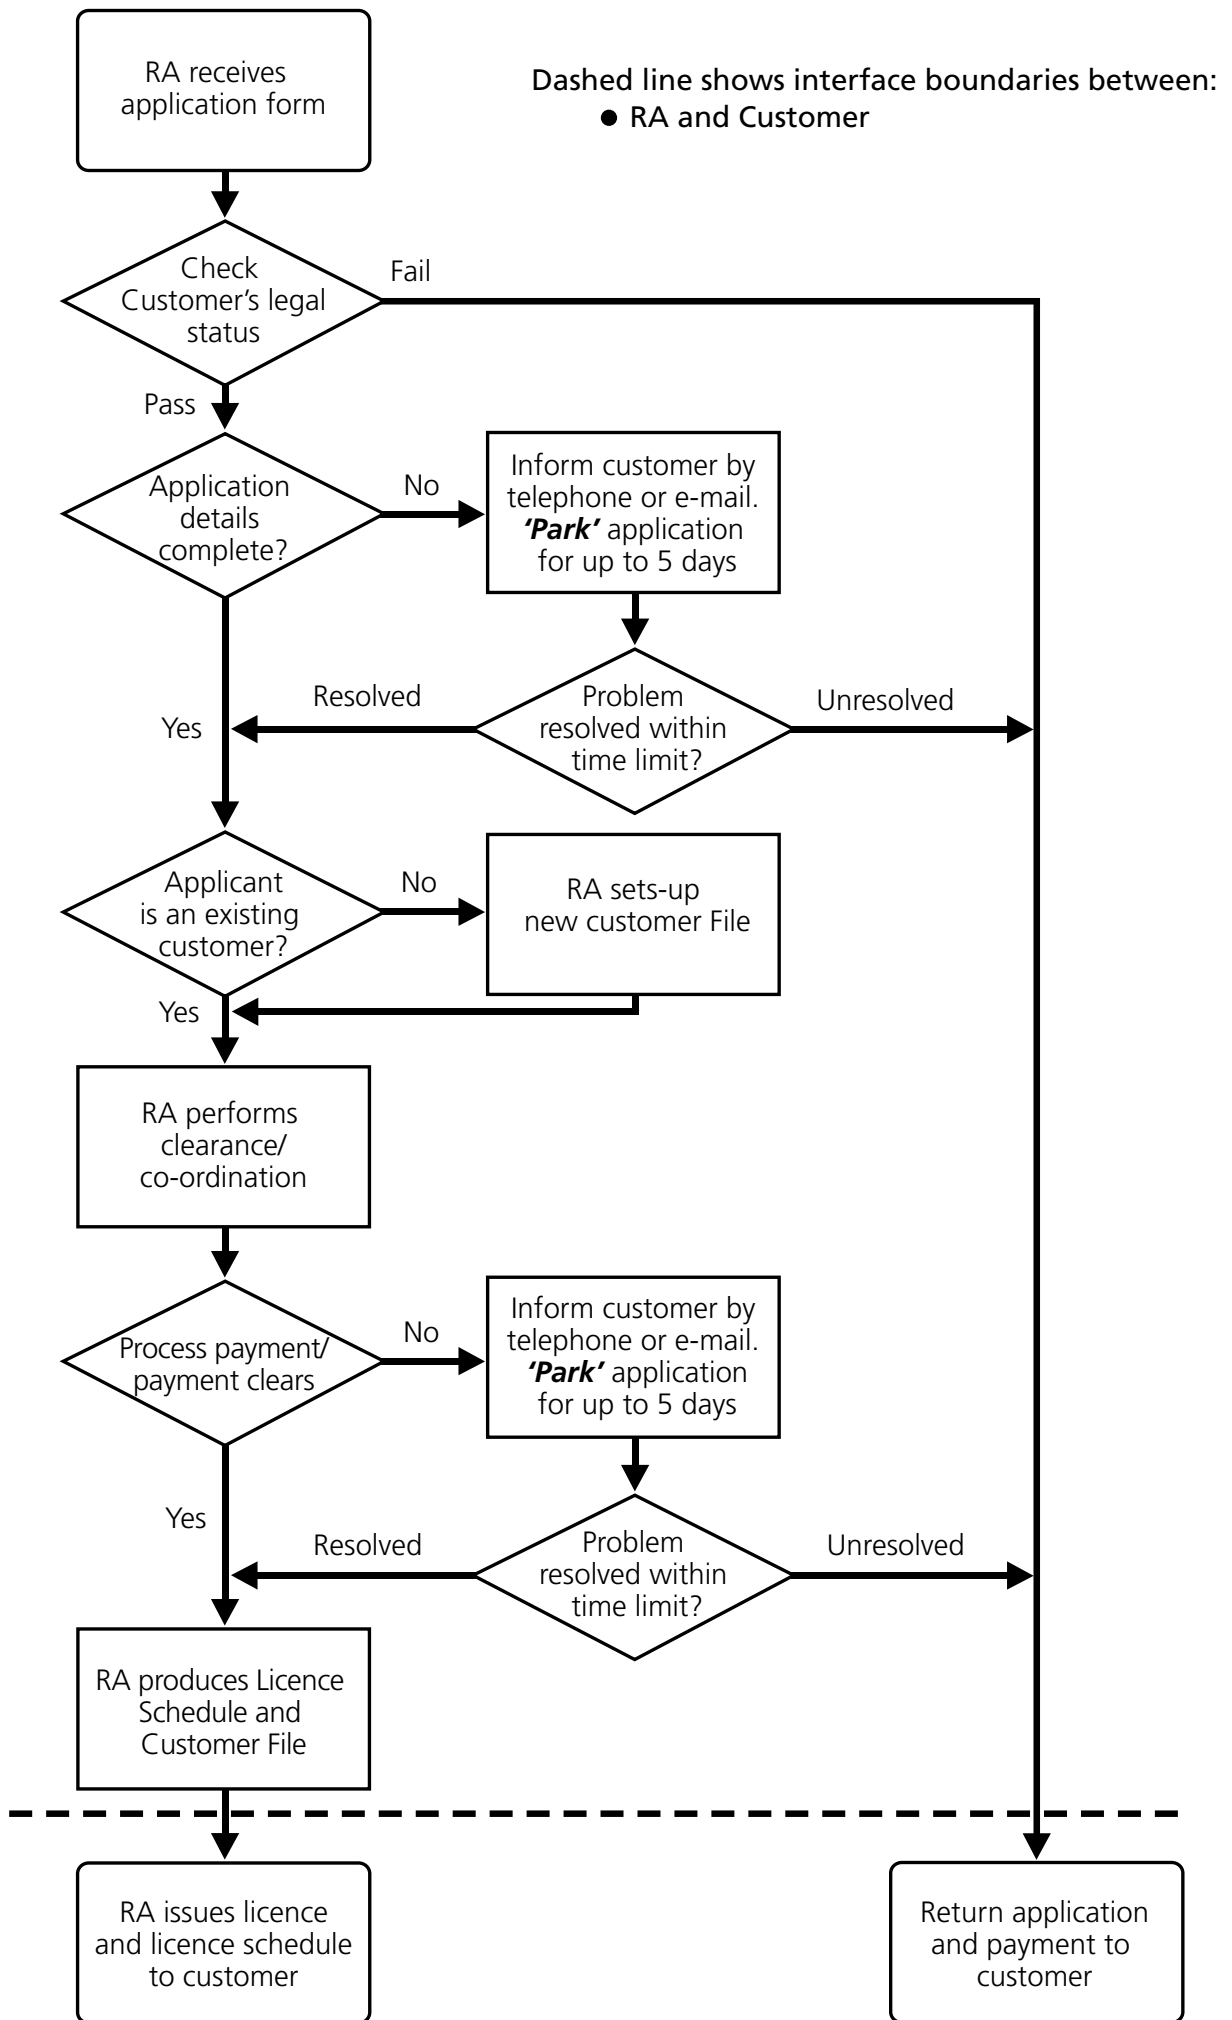 RA receives
application form
Dashed line shows interface boundaries between:
● RA and Customer
Check
Customer's legal
status
Fail
Pass
Application
details
complete?
No
Inform customer by
telephone or e-mail.
‘Park’ application
for up to 5 days
Yes
Resolved
Problem
resolved within
time limit?
Unresolved
Applicant
is an existing
customer?
No
RA sets-up
new customer File
Yes
RA performs
clearance/
co-ordination
Process payment/
payment clears
No
Inform customer by
telephone or e-mail.
‘Park’ application
for up to 5 days
Yes
Resolved
Problem
resolved within
time limit?
Unresolved
RA produces Licence
Schedule and
Customer File
RA issues licence
and licence schedule
to customer
Return application
and payment to
customer